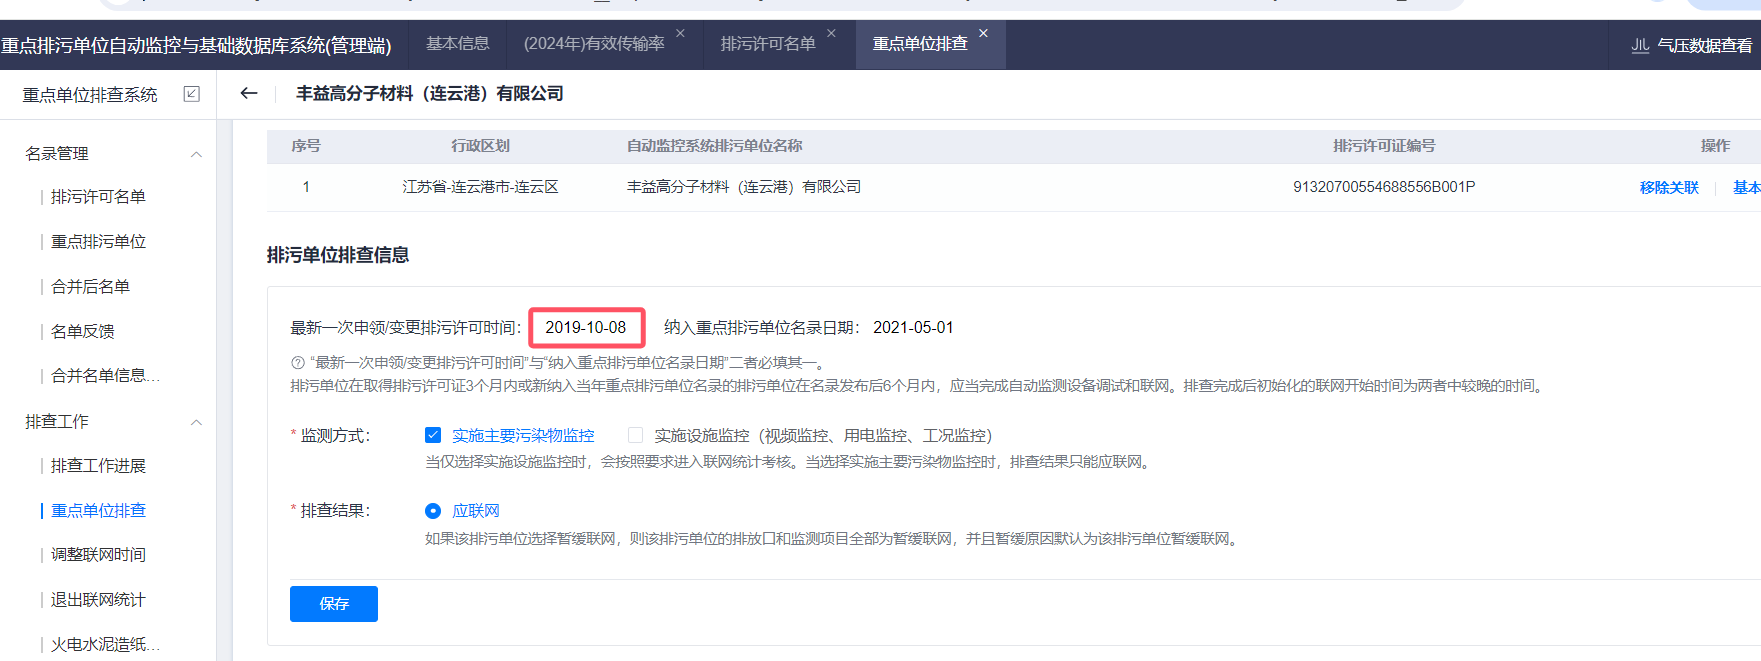 重点排污单位自动监控与基础数据库系统(管理端)
基本信息
(2024年)有效传输率
排污许可名单
重点单位排查
气压数据查看
重点单位排查系统
丰益高分子材料（连云港）有限公司
名录管理
排污许可名单
重点排污单位
合并后名单
名单反馈
合并名单信息...
排查工作
排查工作进展
重点单位排查
调整联网时间
退出联网统计
火电水泥造纸...
序号 行政区划 自动监控系统排污单位名称 排污许可证编号 操作
1 江苏省-连云港市-连云区 丰益高分子材料（连云港）有限公司 91320700554688556B001P 移除关联 基本
排污单位排查信息
最新一次申领/变更排污许可时间： 2019-10-08 纳入重点排污单位名录日期： 2021-05-01
“最新一次申领/变更排污许可时间”与“纳入重点排污单位名录日期”二者必填其一。
排污单位在取得排污许可证3个月内或新纳入当年重点排污单位名录的排污单位在名录发布后6个月内，应当完成自动监测设备调试和联网。排查完成后初始化的联网开始时间为两者中较晚的时间。
* 监测方式： 实施主要污染物监控 实施设施监控（视频监控、用电监控、工况监控）
当仅选择实施设施监控时，会按照要求进入联网统计考核。当选择实施主要污染物监控时，排查结果只能应联网。
* 排查结果： 应联网
如果该排污单位选择暂缓联网，则该排污单位的排放口和监测项目全部为暂缓联网，并且暂缓原因默认为该排污单位暂缓联网。
保存